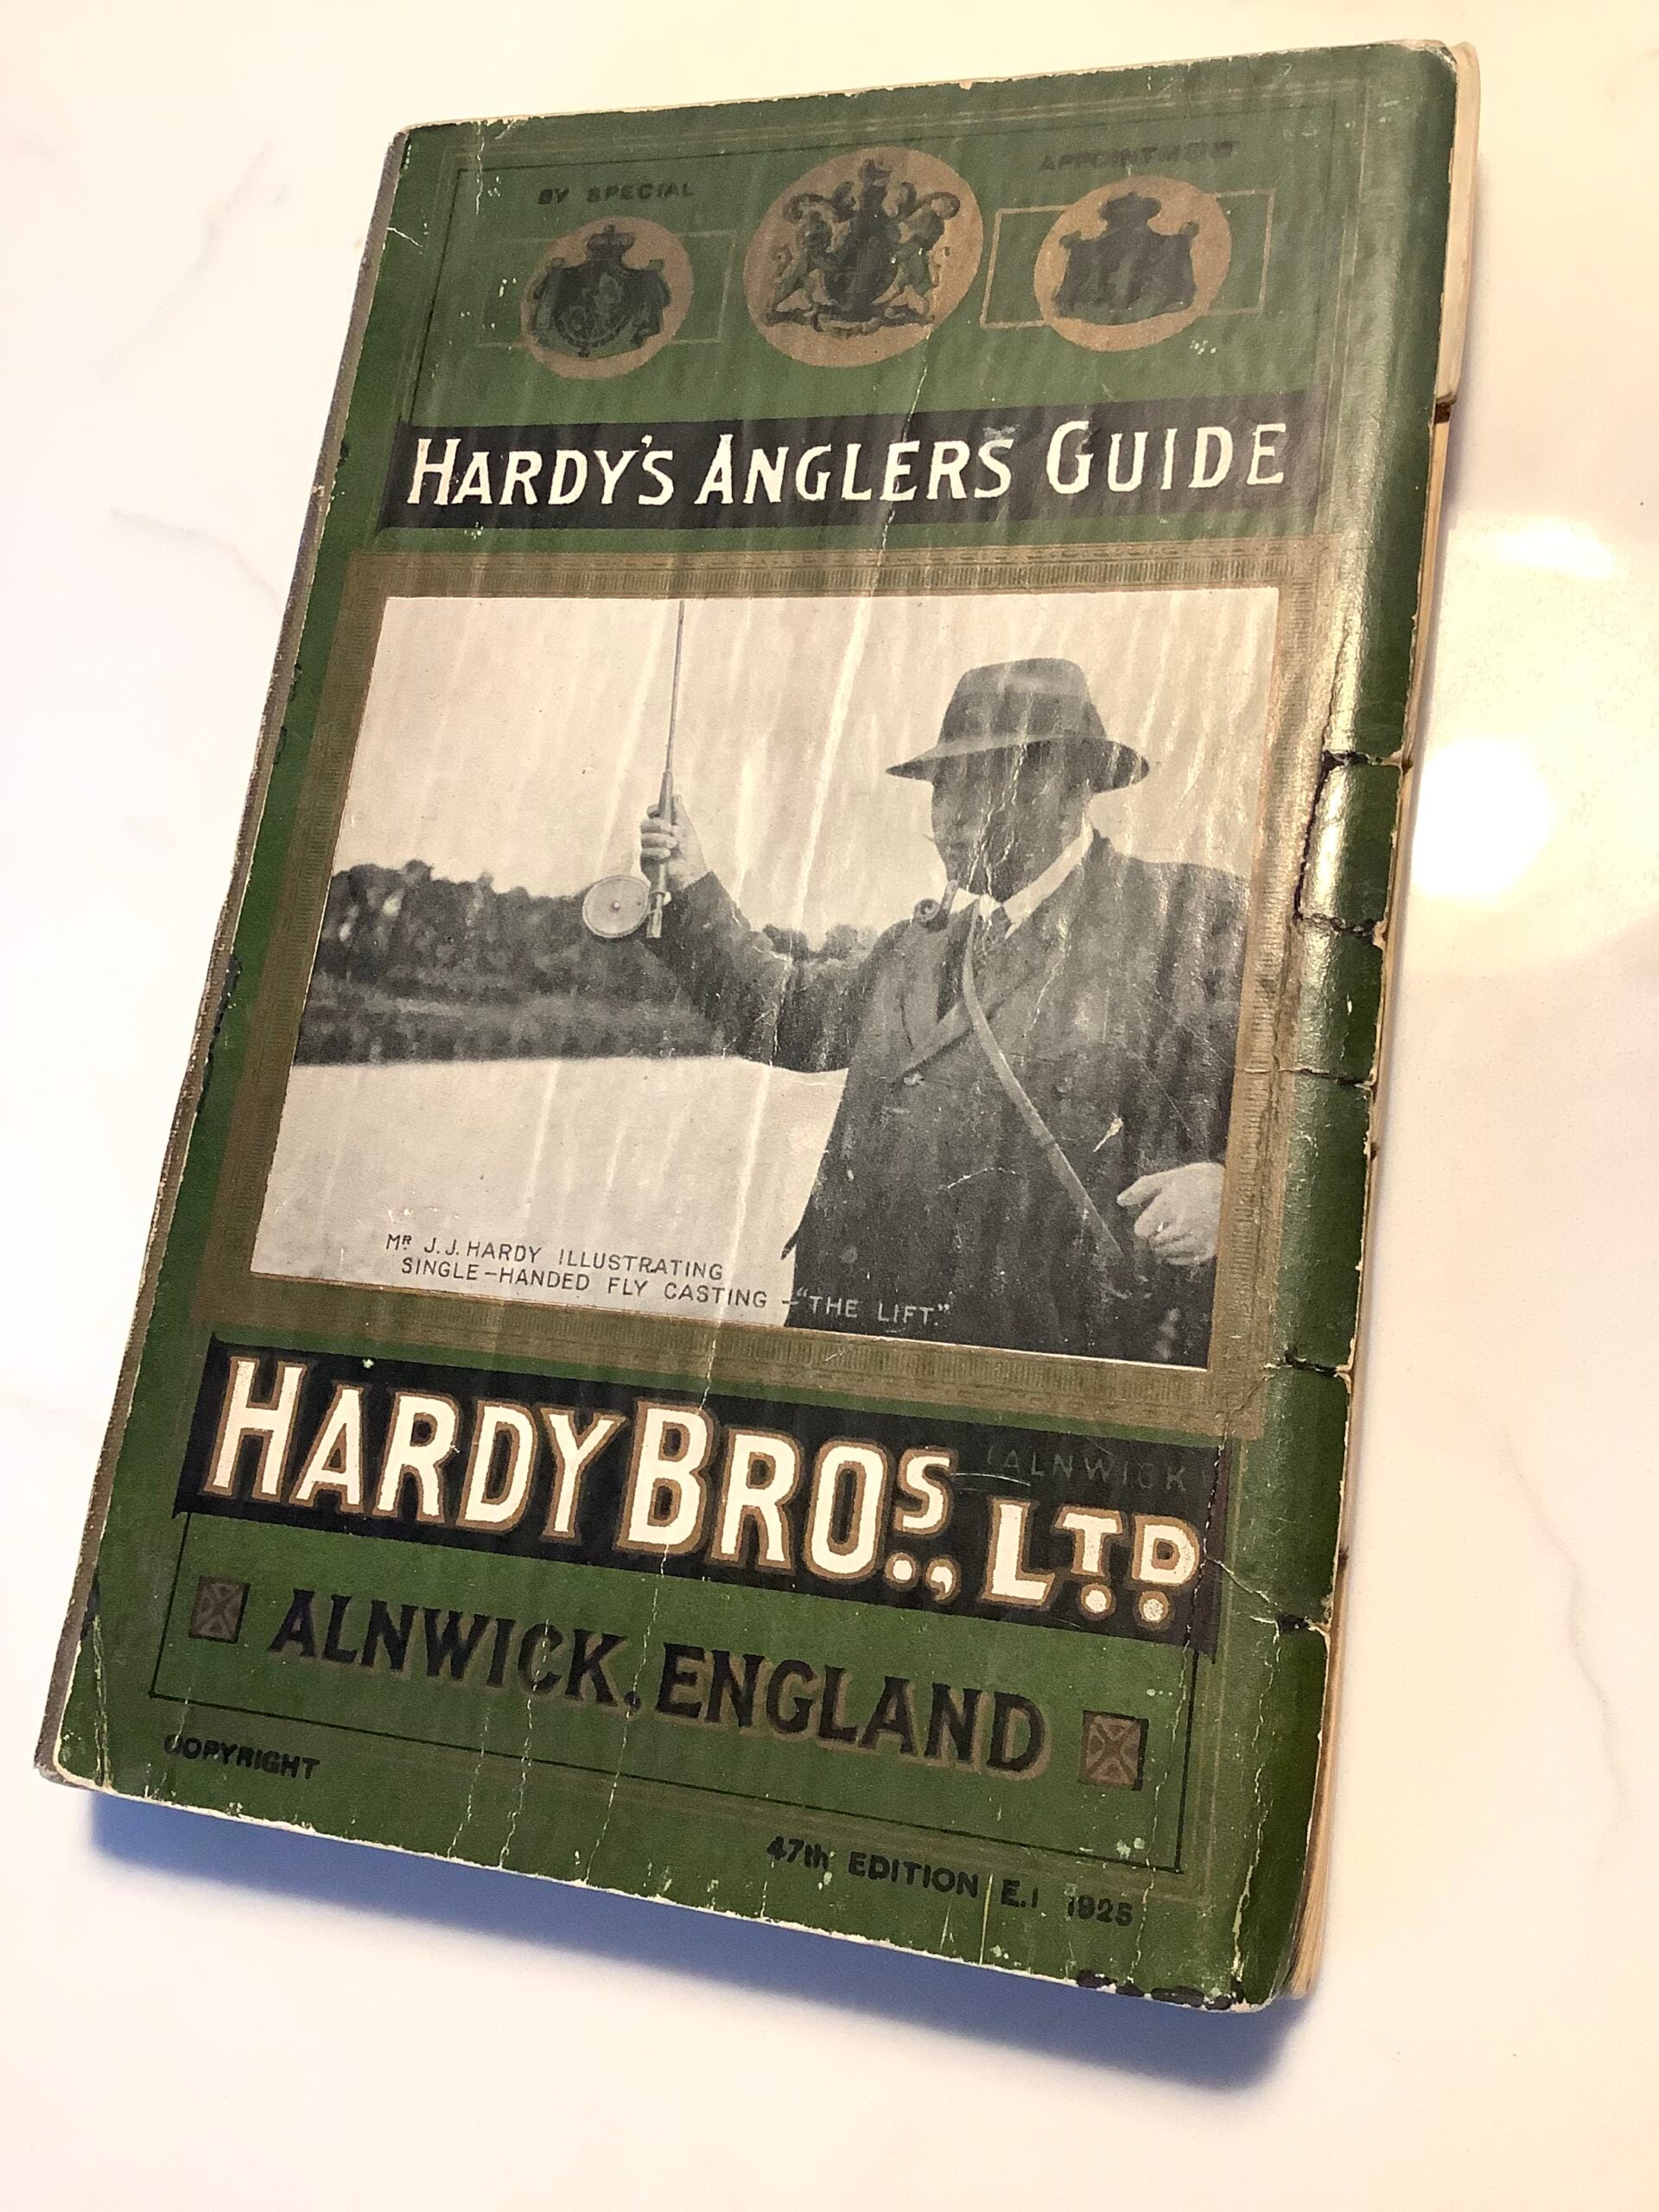 BY SPECIAL APPOINTMENT
HARDY'S ANGLERS GUIDE
MR J.J. HARDY ILLUSTRATING
SINGLE-HANDED FLY CASTING - "THE LIFT."
HARDY BROS., LTD
(ALNWICK
ALNWICK, ENGLAND
COPYRIGHT
47th EDITION E.I 1925